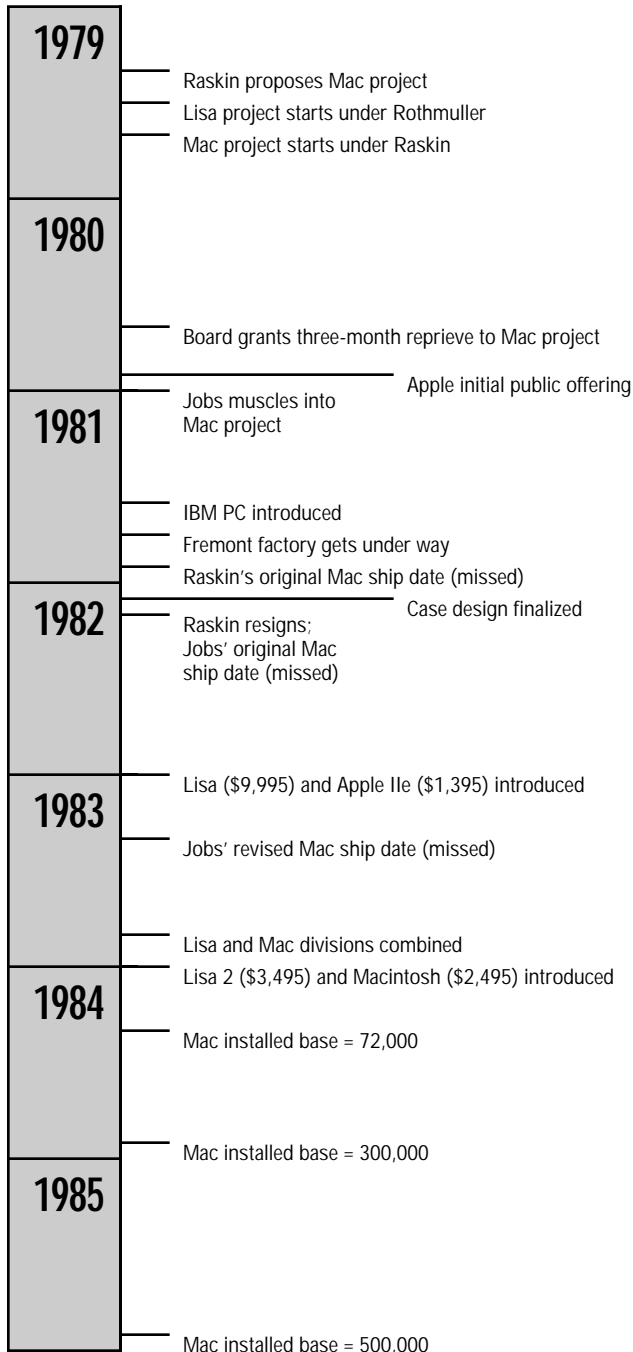 1979
Raskin proposes Mac project
Lisa project starts under Rothmuller
Mac project starts under Raskin
1980
Board grants three-month reprieve to Mac project
Apple initial public offering
Jobs muscles into
Mac project
1981
IBM PC introduced
Fremont factory gets under way
Raskin’s original Mac ship date (missed)
Case design finalized
1982
Raskin resigns;
Jobs’ original Mac
ship date (missed)
Lisa ($9,995) and Apple IIe ($1,395) introduced
1983
Jobs’ revised Mac ship date (missed)
Lisa and Mac divisions combined
Lisa 2 ($3,495) and Macintosh ($2,495) introduced
1984
Mac installed base = 72,000
Mac installed base = 300,000
1985
Mac installed base = 500,000